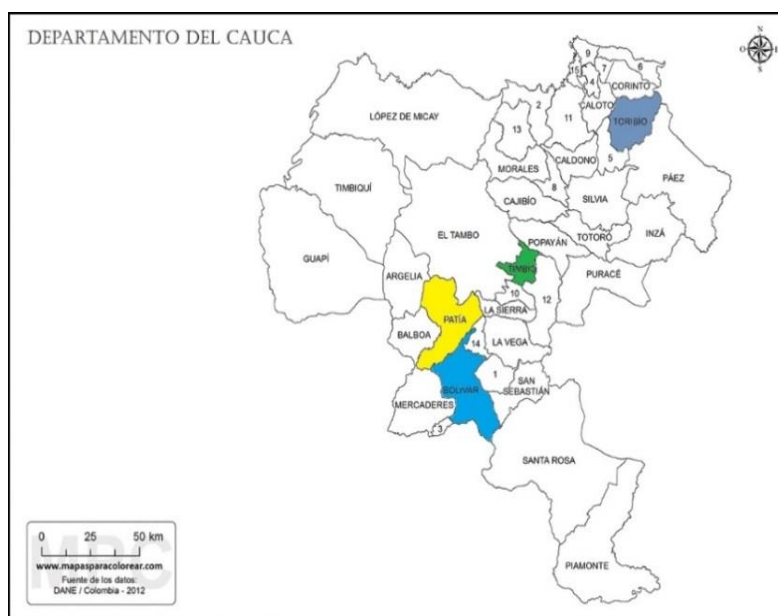 DEPARTAMENTO DEL CAUCA
N
O
E
S
9
15
7
6
4
CORINTO
LÓPEZ DE MICAY
2
11
CALOTO
TORIBÍO
13
5
MORALES
CALDONO
PÁEZ
TIMBIQUÍ
8
SILVIA
CAJIBÍO
EL TAMBO
POPAYÁN
TOTORÓ
INZÁ
GUAPÍ
TIMBÍO
ARGELIA
PURACÉ
10
12
LA SIERRA
PATÍA
BALBOA
14
LA VEGA
1
SAN
SEBASTIÁN
BOLÍVAR
MERCADERES
3
SANTA ROSA
PIAMONTE
0 25 50 km
MPC
www.mapasparacolorear.com
Fuente de los datos:
DANE / Colombia - 2012